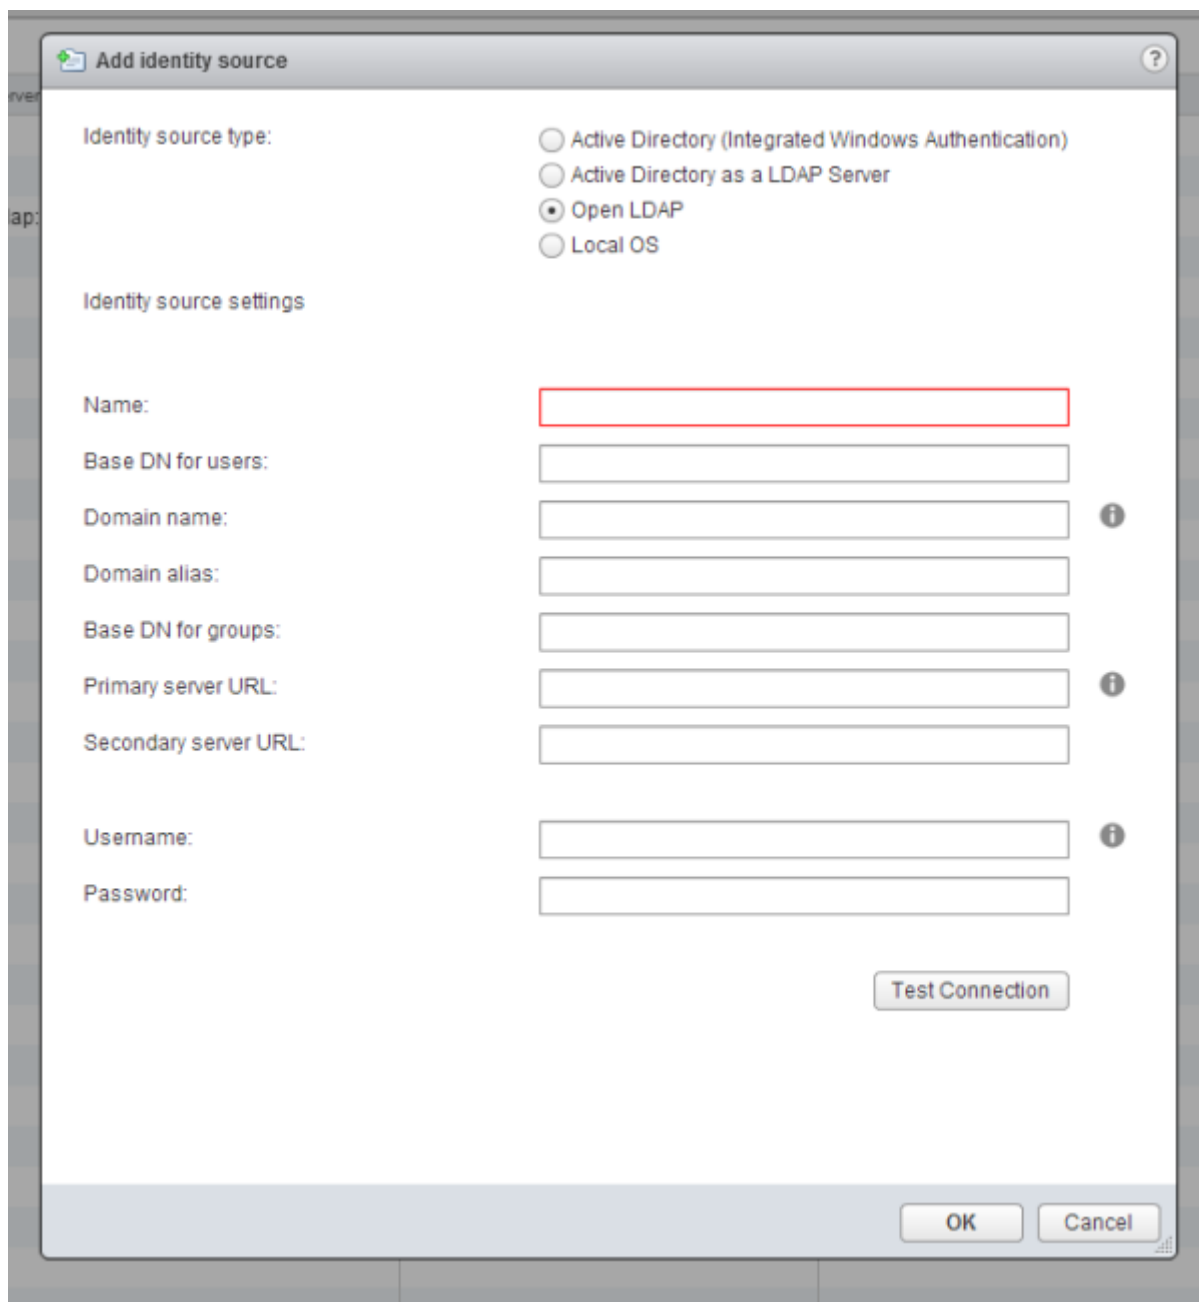 Add identity source
?
rver
Identity source type:
Active Directory (Integrated Windows Authentication)
Active Directory as a LDAP Server
ap:
Open LDAP
Local OS
Identity source settings
Name:
Base DN for users:
Domain name:
Domain alias:
Base DN for groups:
Primary server URL:
Secondary server URL:
Username:
Password:
Test Connection
OK
Cancel